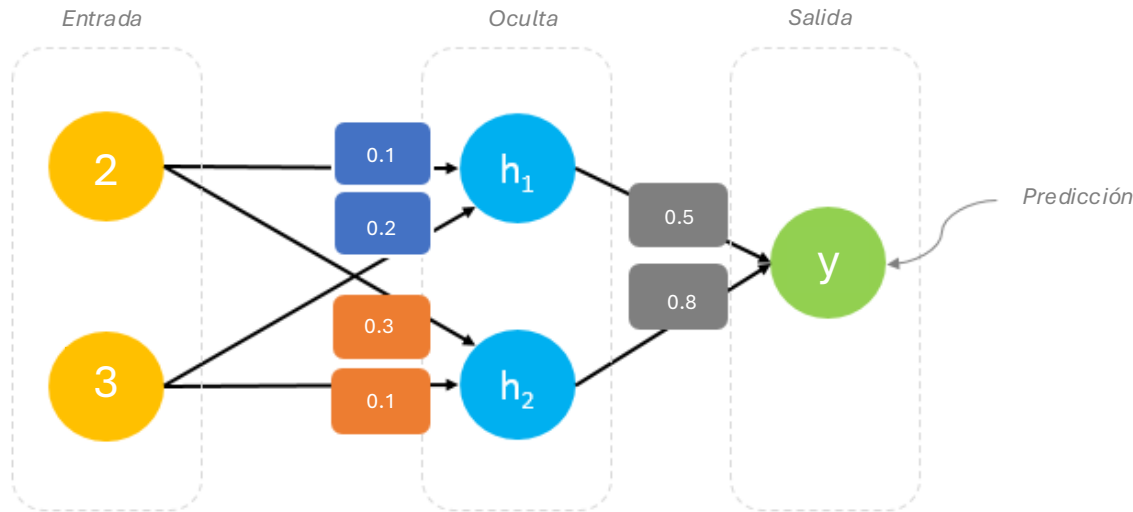 Entrada
Oculta
Salida
2
0.1
h1
0.2
0.5
Predicción
y
0.8
0.3
3
0.1
h2